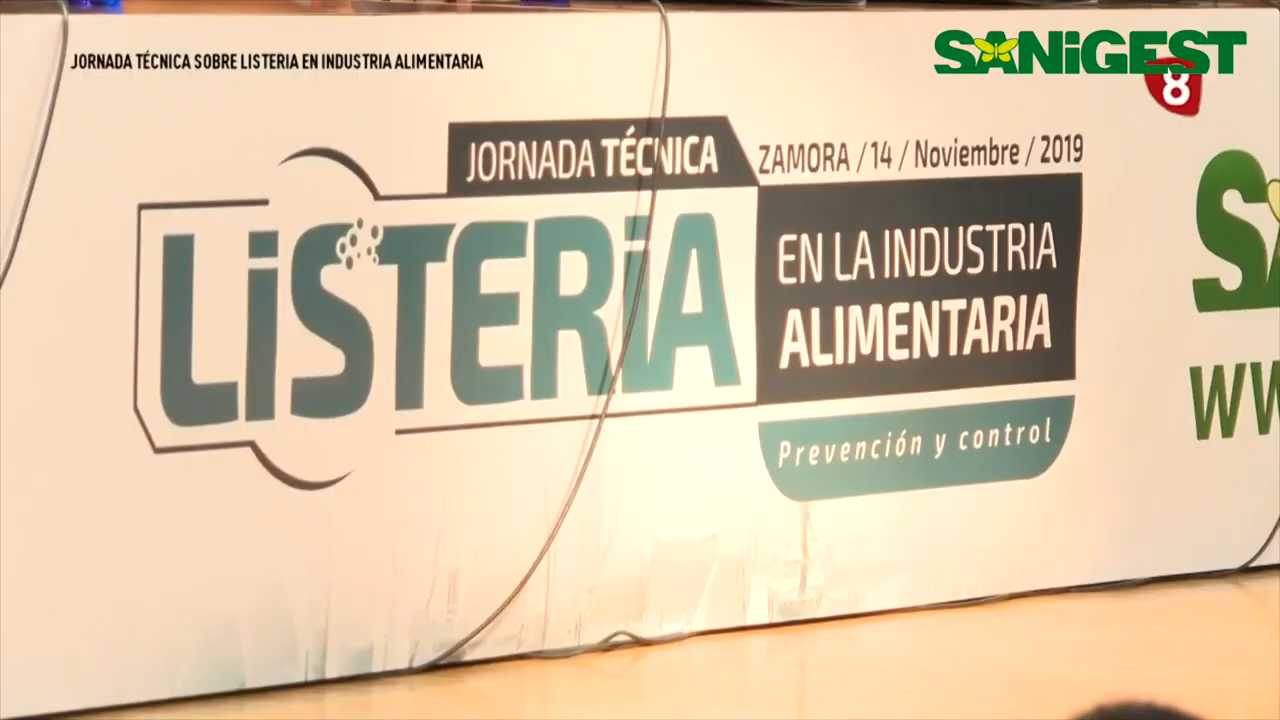 JORNADA TÉCNICA SOBRE LISTERIA EN INDUSTRIA ALIMENTARIA
SANiGEST
8
JORNADA TÉCNICA
ZAMORA / 14 / Noviembre / 2019
LiSTERiA
EN LA INDUSTRIA
ALIMENTARIA
Prevención y control